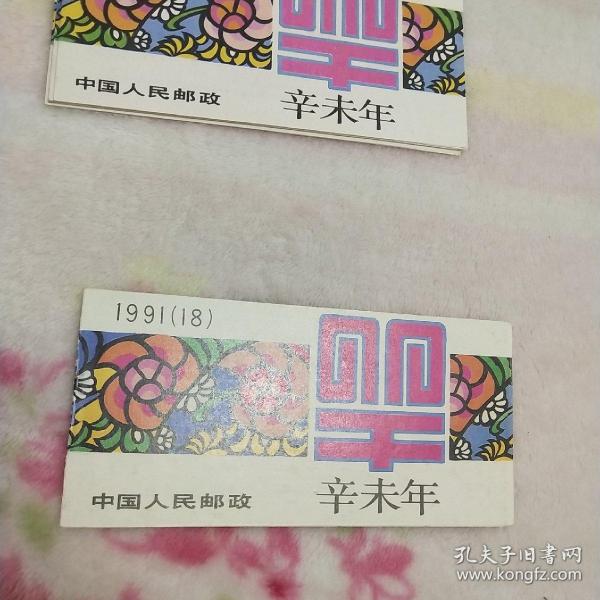 中国人民邮政
辛未年
1991(18)
中国人民邮政
辛未年
孔夫子旧书网
www.kongfz.com